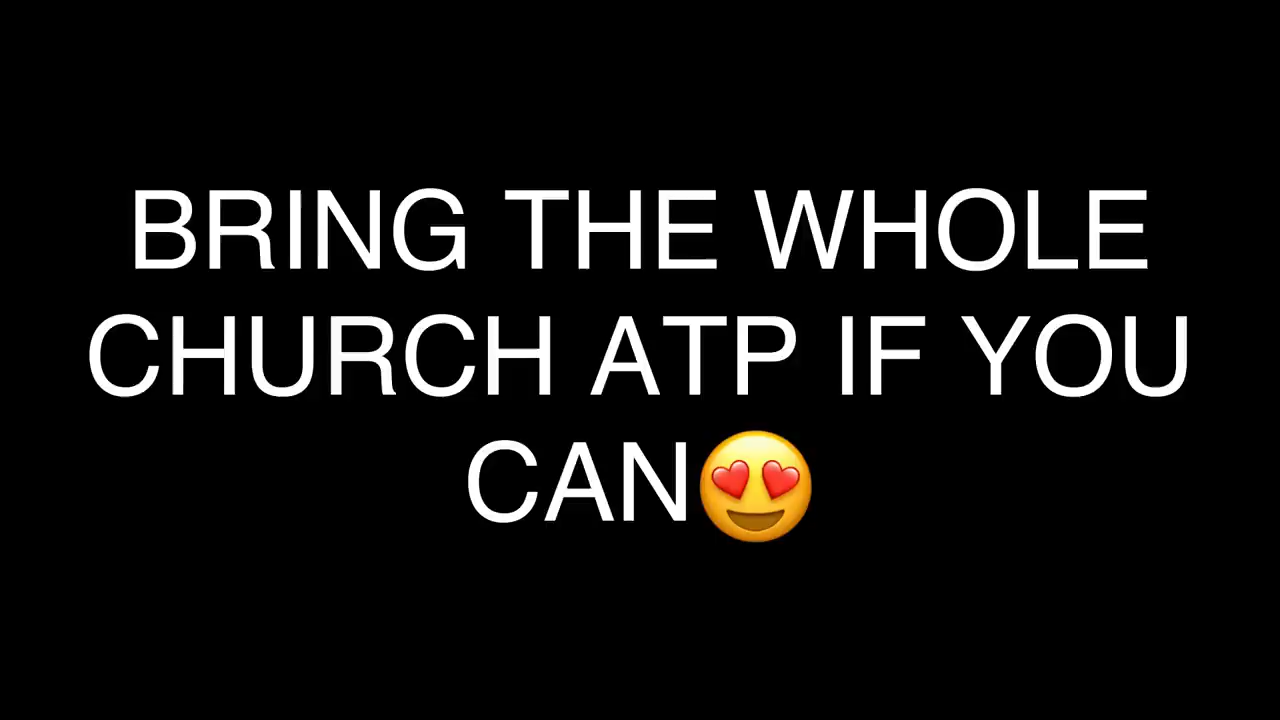 BRING THE WHOLE
CHURCH ATP IF YOU
CAN😍